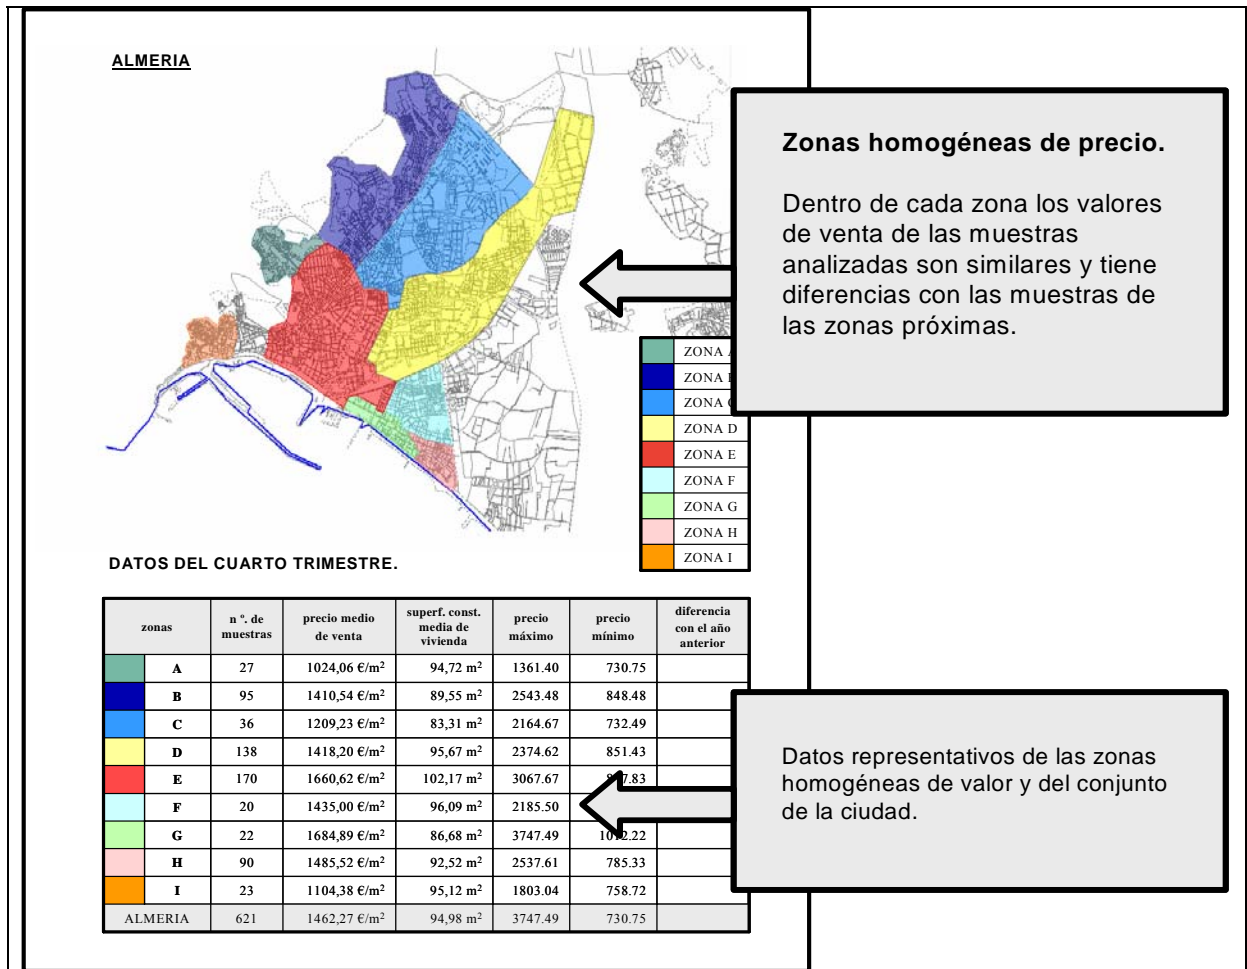 ALMERIA
Zonas homogéneas de precio.
Dentro de cada zona los valores
de venta de las muestras
analizadas son similares y tiene
diferencias con las muestras de
las zonas próximas.
ZONA
ZONA
ZONA
ZONA D
ZONA E
ZONA F
ZONA G
ZONA H
ZONA I
DATOS DEL CUARTO TRIMESTRE.
zonas nº. de muestras precio medio de venta superf. const. media de vivienda precio máximo precio mínimo diferencia con el año anterior
A 27 1024,06 €/m² 94,72 m² 1361.40 730.75
B 95 1410,54 €/m² 89,55 m² 2543.48 848.48
C 36 1209,23 €/m² 83,31 m² 2164.67 732.49
D 138 1418,20 €/m² 95,67 m² 2374.62 851.43
E 170 1660,62 €/m² 102,17 m² 3067.67
F 20 1435,00 €/m² 96,09 m² 2185.50
G 22 1684,89 €/m² 86,68 m² 3747.49
H 90 1485,52 €/m² 92,52 m² 2537.61 785.33
I 23 1104,38 €/m² 95,12 m² 1803.04 758.72
ALMERIA 621 1462,27 €/m² 94,98 m² 3747.49 730.75
Datos representativos de las zonas
homogéneas de valor y del conjunto
de la ciudad.